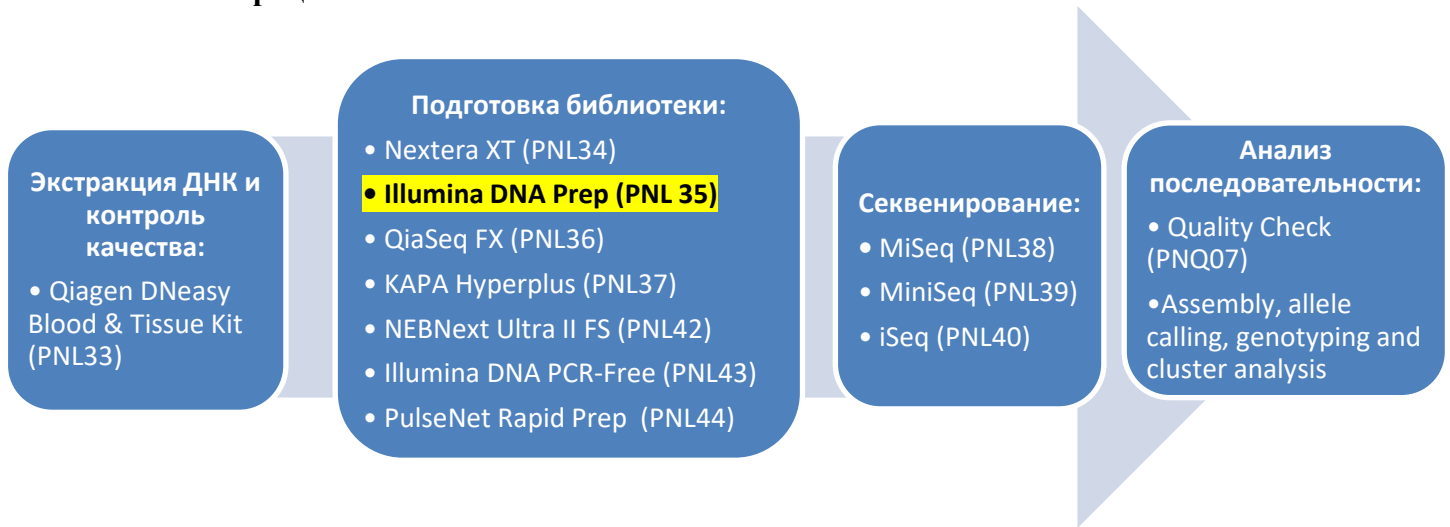 Экстракция ДНК и
контроль
качества:
• Qiagen DNeasy
Blood & Tissue Kit
(PNL33)
Подготовка библиотеки:
• Nextera XT (PNL34)
• Illumina DNA Prep (PNL 35)
• QiaSeq FX (PNL36)
• KAPA Hyperplus (PNL37)
• NEBNext Ultra II FS (PNL42)
• Illumina DNA PCR-Free (PNL43)
• PulseNet Rapid Prep (PNL44)
Секвенирование:
• MiSeq (PNL38)
• MiniSeq (PNL39)
• iSeq (PNL40)
Анализ
последовательности:
• Quality Check
(PNQ07)
•Assembly, allele
calling, genotyping and
cluster analysis